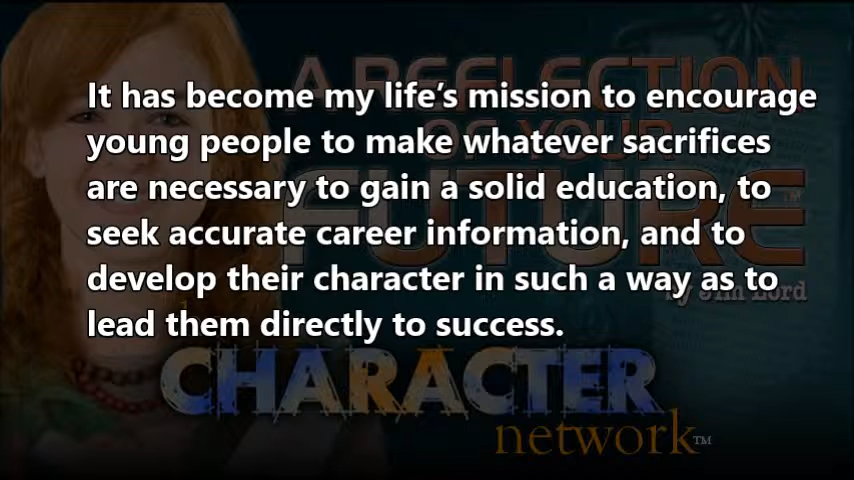 A REFLECTION
OF YOUR
FUTURE™
by Jim Lord
It has become my life’s mission to encourage
young people to make whatever sacrifices
are necessary to gain a solid education, to
seek accurate career information, and to
develop their character in such a way as to
lead them directly to success.
CHARACTER
network™